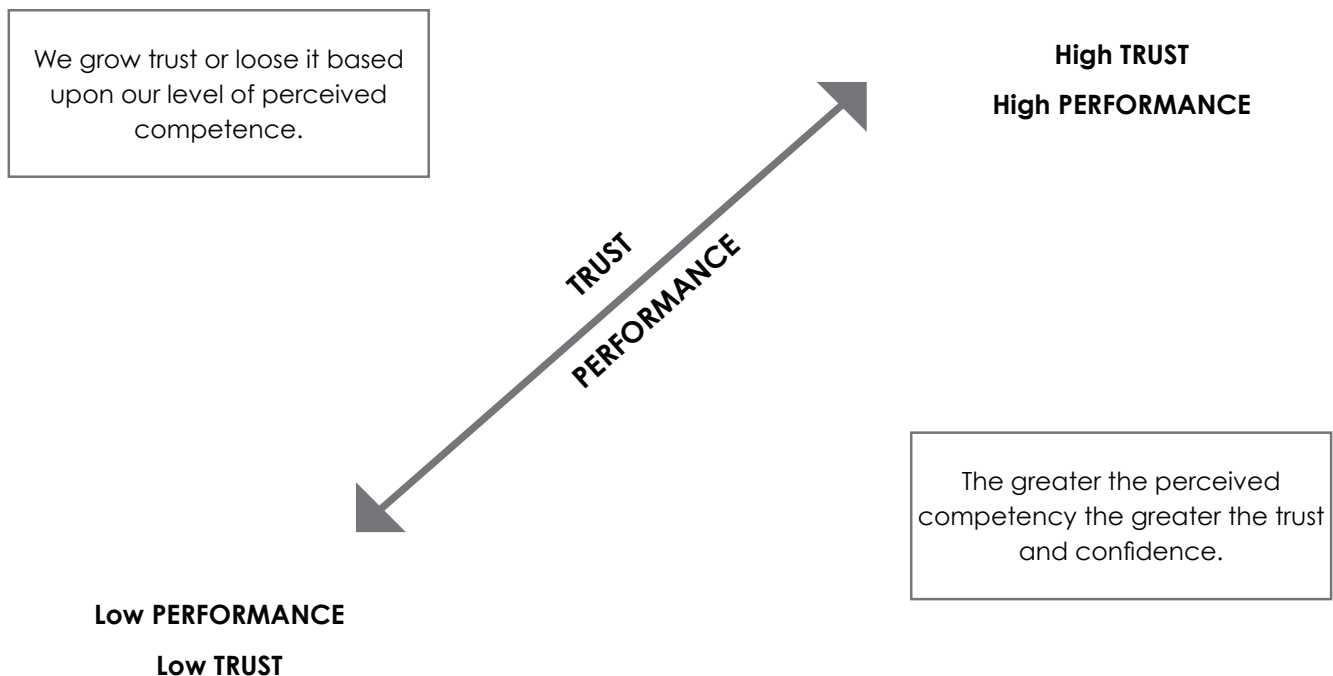 We grow trust or loose it based
upon our level of perceived
competence.
High TRUST
High PERFORMANCE
TRUST
PERFORMANCE
The greater the perceived
competency the greater the trust
and confidence.
Low PERFORMANCE
Low TRUST